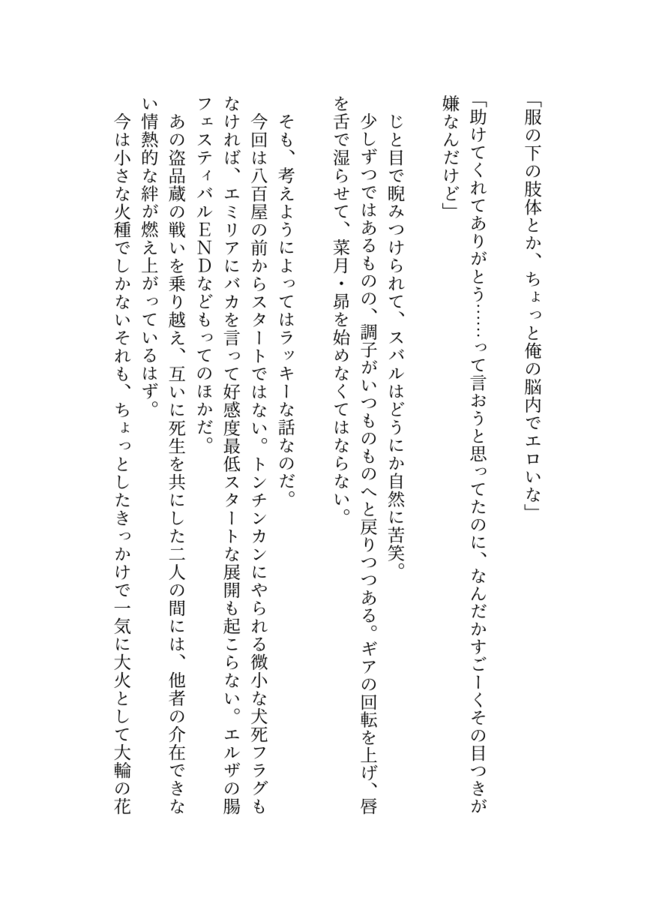 「服の下の肢体とか、ちょっと俺の脳内でエロいな」
「助けてくれてありがとう……って言おうと思ってたのに、なんだかすごーくその目つきが
嫌なんだけど」
じと目で睨みつけられて、スバルはどうにか自然に苦笑。
少しずつではあるものの、調子がいつものものへと戻りつつある。ギアの回転を上げ、唇
を舌で湿らせて、菜月・昴を始めなくてはならない。
そも、考えようによってはラッキーな話なのだ。
今回は八百屋の前からスタートではない。トンチンカンにやられる微小な犬死フラグも
なければ、エミリアにバカを言って好感度最低スタートな展開も起こらない。エルザの腸
フェスティバルＥＮＤなどもってのほかだ。
あの盗品蔵の戦いを乗り越え、互いに死生を共にした二人の間には、他者の介在できな
い情熱的な絆が燃え上がっているはず。
今は小さな火種でしかないそれも、ちょっとしたきっかけで一気に大火として大輪の花